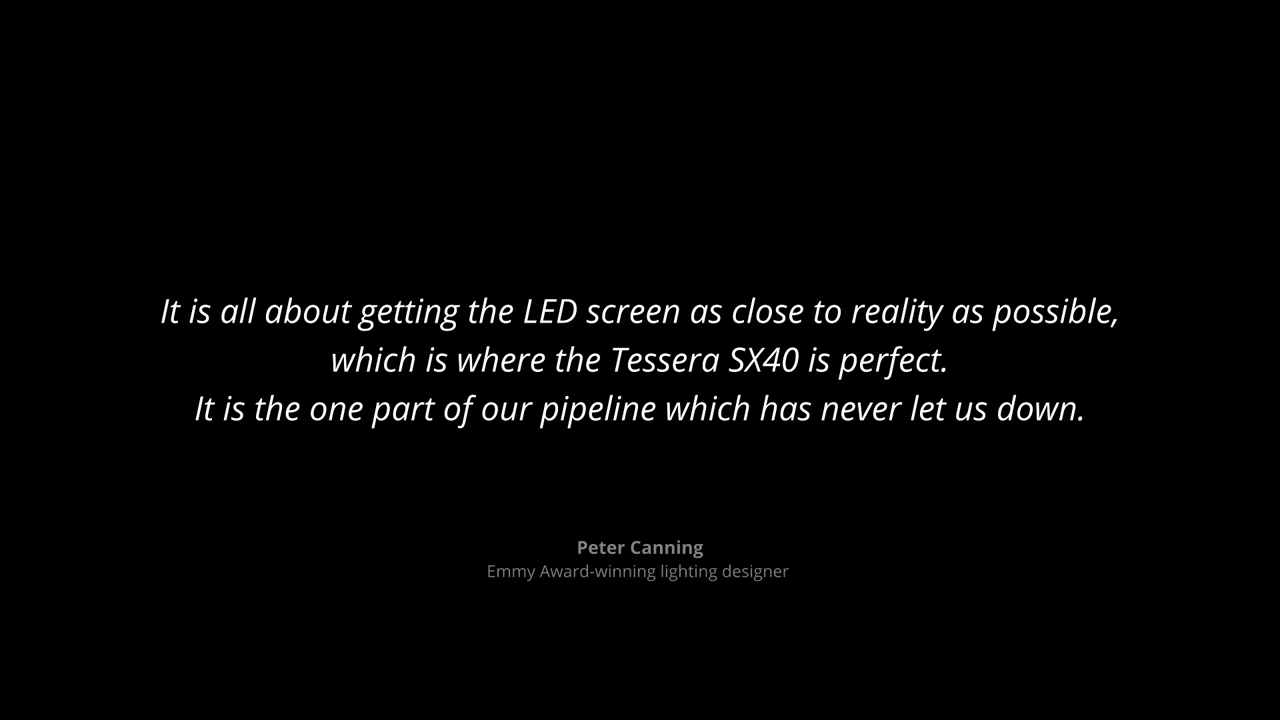 It is all about getting the LED screen as close to reality as possible,
which is where the Tessera SX40 is perfect.
It is the one part of our pipeline which has never let us down.
Peter Canning
Emmy Award-winning lighting designer